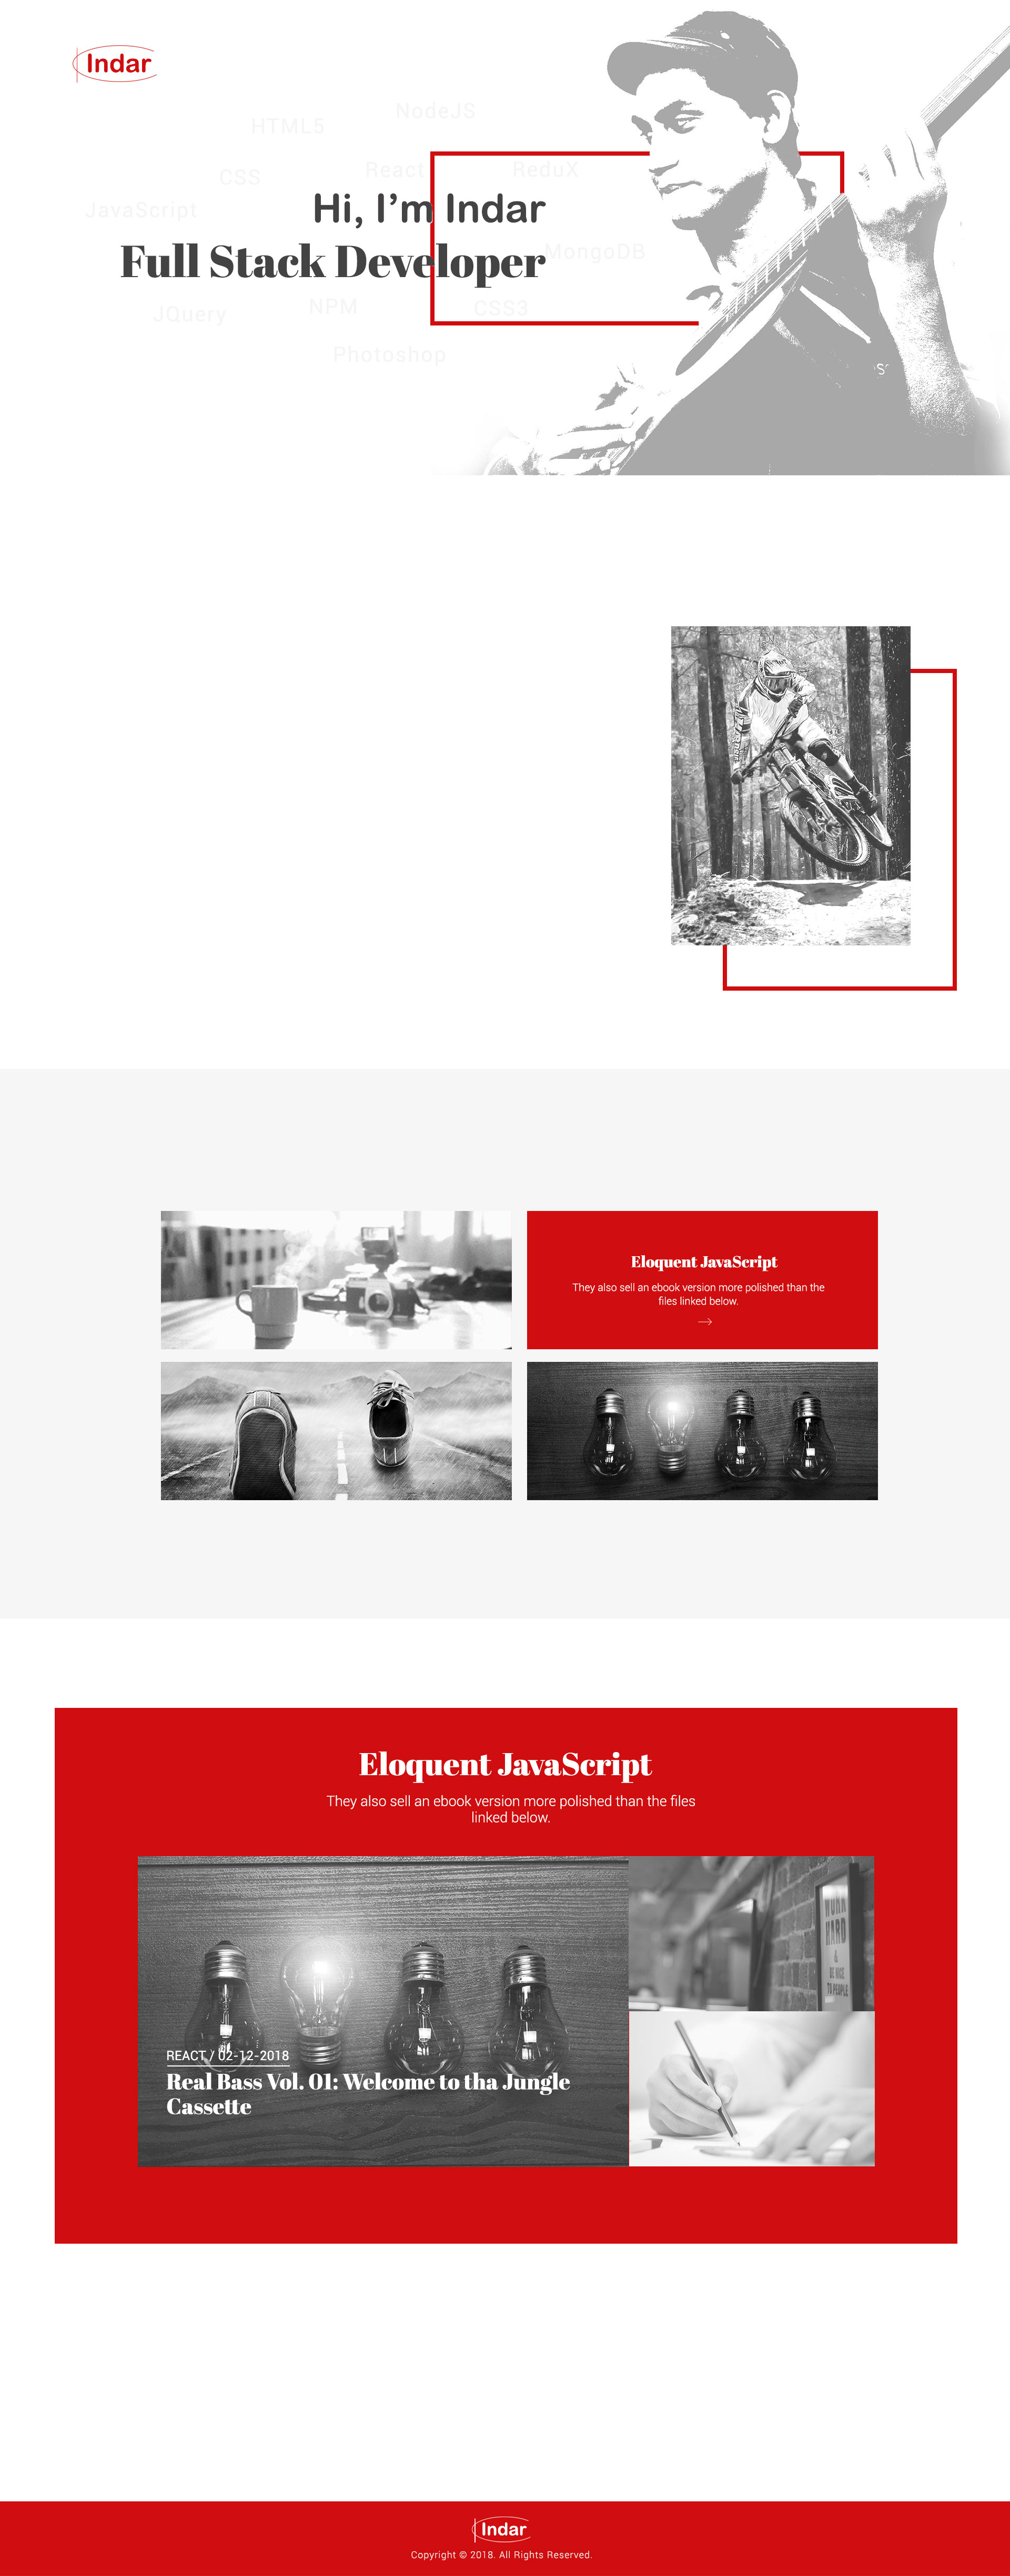 Indar
NodeJS
HTML5
React
ReduX
CSS
JavaScript
Hi, I’m Indar
Full Stack Developer
MongoDB
JQuery
NPM
CSS3
Photoshop
Eloquent JavaScript
They also sell an ebook version more polished than the
files linked below.
Eloquent JavaScript
They also sell an ebook version more polished than the files
linked below.
WORK
HARD
&
BE NICE
TO PEOPLE
REACT / 02-12-2018
Real Bass Vol. 01: Welcome to tha Jungle
Cassette
Indar
Copyright © 2018. All Rights Reserved.